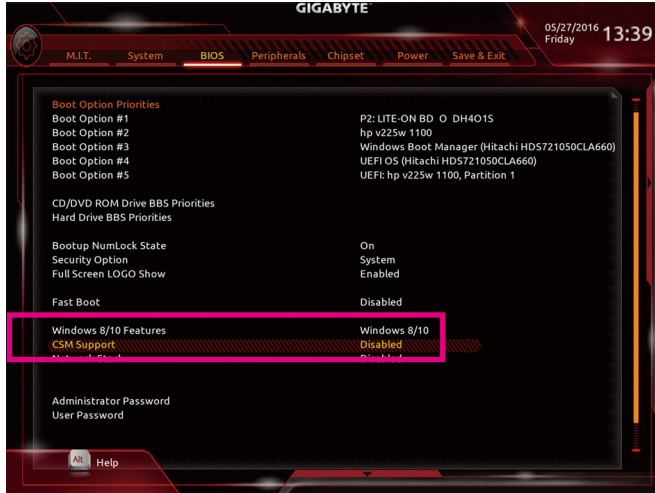 GIGABYTE
05/27/2016 13:39
Friday
M.I.T. System BIOS Peripherals Chipset Power Save & Exit
Boot Option Priorities
Boot Option #1 P2: LITE-ON BD O DH4O1S
Boot Option #2 hp v225w 1100
Boot Option #3 Windows Boot Manager (Hitachi HDS721050CLA660)
Boot Option #4 UEFI OS (Hitachi HDS721050CLA660)
Boot Option #5 UEFI: hp v225w 1100, Partition 1
CD/DVD ROM Drive BBS Priorities
Hard Drive BBS Priorities
Bootup NumLock State On
Security Option System
Full Screen LOGO Show Enabled
Fast Boot Disabled
Windows 8/10 Features Windows 8/10
CSM Support Disabled
Network Stack Disabled
Administrator Password
User Password
Alt Help